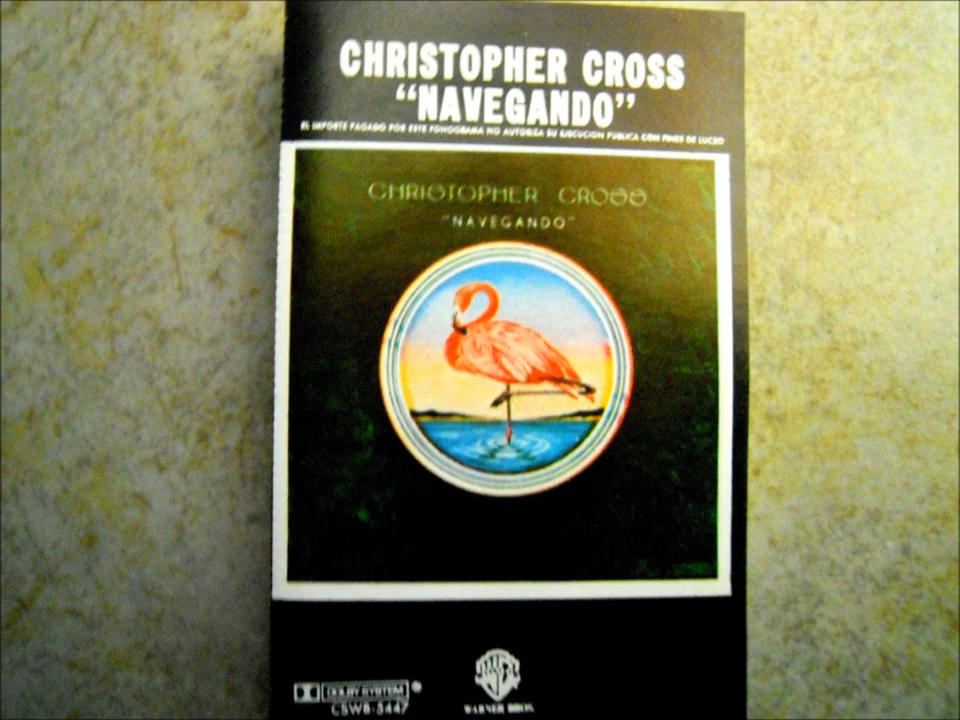 CHRISTOPHER CROSS
“NAVEGANDO”
EL IMPORTE PAGADO POR ESTE FONOGRAMA NO AUTORIZA SU EJECUCION PUBLICA CON FINES DE LUCRO
CHRISTOPHER CROSS
"NAVEGANDO"
DOLBY SYSTEM
CSWB-5447
WARNER BROS.